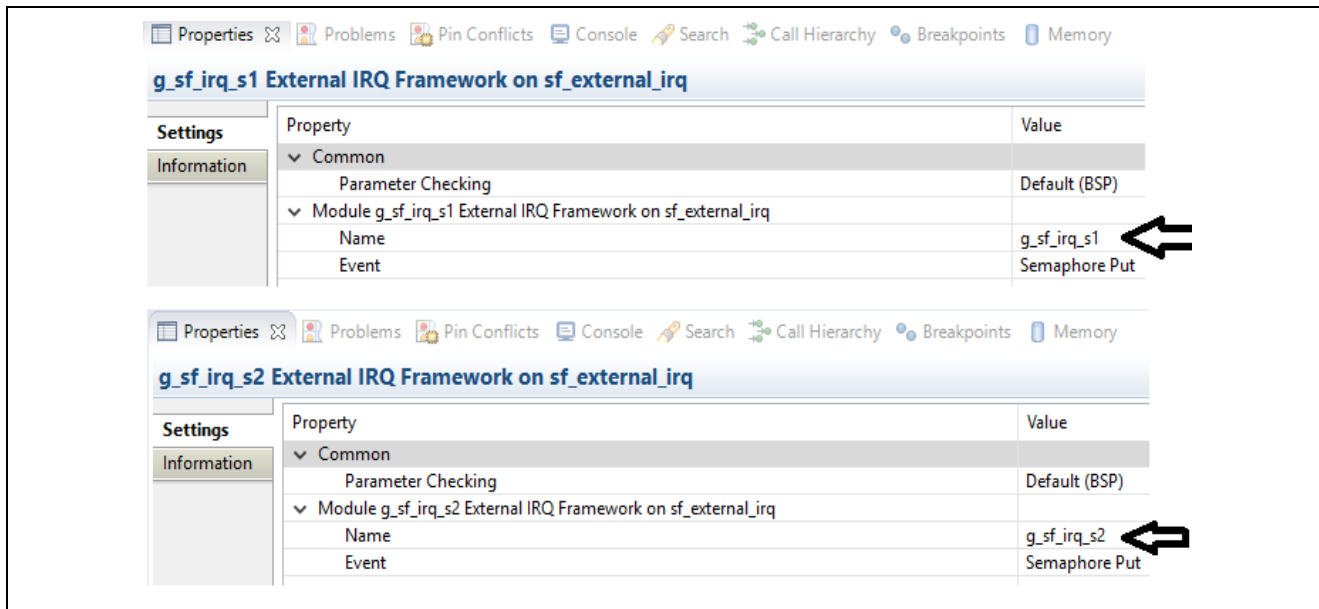 Properties Problems Pin Conflicts Console Search Call Hierarchy Breakpoints Memory
g_sf_irq_s1 External IRQ Framework on sf_external_irq
Settings
Information
Property Value
Common
Parameter Checking Default (BSP)
Module g_sf_irq_s1 External IRQ Framework on sf_external_irq
Name g_sf_irq_s1
Event Semaphore Put
Properties Problems Pin Conflicts Console Search Call Hierarchy Breakpoints Memory
g_sf_irq_s2 External IRQ Framework on sf_external_irq
Settings
Information
Property Value
Common
Parameter Checking Default (BSP)
Module g_sf_irq_s2 External IRQ Framework on sf_external_irq
Name g_sf_irq_s2
Event Semaphore Put